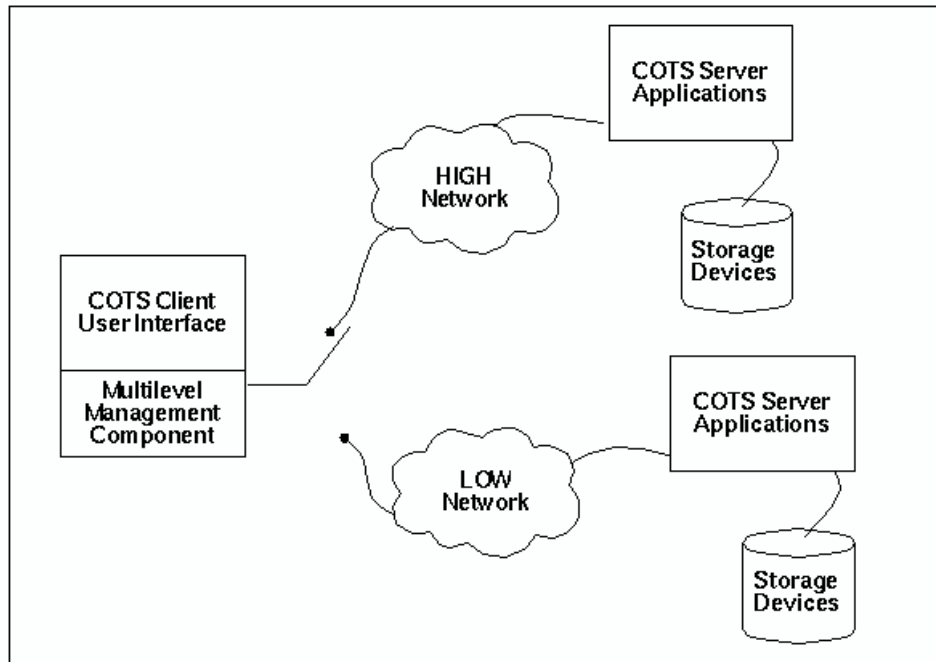 COTS Server
Applications
HIGH
Network
Storage
Devices
COTS Client
User Interface
Multilevel
Management
Component
COTS Server
Applications
LOW
Network
Storage
Devices